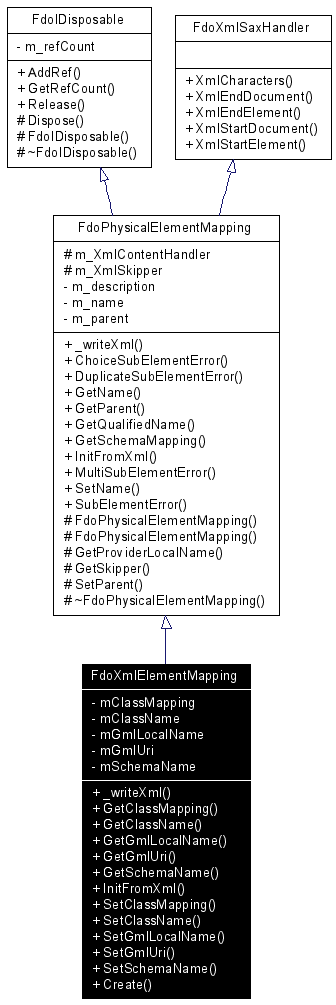 FdoIDisposable
- m_refCount
+ AddRef()
+ GetRefCount()
+ Release()
# Dispose()
# FdoIDisposable()
# ~FdoIDisposable()
FdoXmlSaxHandler
+ XmlCharacters()
+ XmlEndDocument()
+ XmlEndElement()
+ XmlStartDocument()
+ XmlStartElement()
FdoPhysicalElementMapping
# m_XmlContentHandler
# m_XmlSkipper
- m_description
- m_name
- m_parent
+ _writeXml()
+ ChoiceSubElementError()
+ DuplicateSubElementError()
+ GetName()
+ GetParent()
+ GetQualifiedName()
+ GetSchemaMapping()
+ InitFromXml()
+ MultiSubElementError()
+ SetName()
+ SubElementError()
# FdoPhysicalElementMapping()
# FdoPhysicalElementMapping()
# GetProviderLocalName()
# GetSkipper()
# SetParent()
# ~FdoPhysicalElementMapping()
FdoXmlElementMapping
- mClassMapping
- mClassName
- mGmlLocalName
- mGmlUri
- mSchemaName
+ _writeXml()
+ GetClassMapping()
+ GetClassName()
+ GetGmlLocalName()
+ GetGmlUri()
+ GetSchemaName()
+ InitFromXml()
+ SetClassMapping()
+ SetClassName()
+ SetGmlLocalName()
+ SetGmlUri()
+ SetSchemaName()
+ Create()